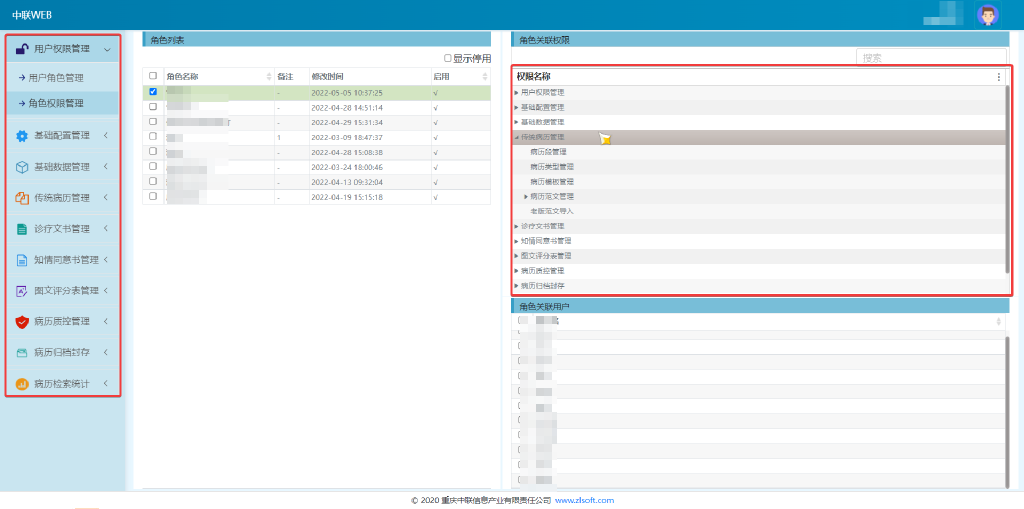 中联WEB
用户权限管理
用户角色管理
角色权限管理
基础配置管理
基础数据管理
传统病历管理
诊疗文书管理
知情同意书管理
图文评分表管理
病历质控管理
病历归档封存
病历检索统计
角色列表
显示停用
角色名称 备注 修改时间 启用
- 2022-05-05 10:37:25 √
- 2022-04-28 14:51:14 √
- 2022-04-29 15:31:34 √
1 2022-03-09 18:47:37 √
- 2022-04-28 15:08:38 √
- 2022-03-24 18:00:46 √
- 2022-04-13 09:32:04 √
- 2022-04-19 15:15:18 √
角色关联权限
搜索
权限名称
用户权限管理
基础配置管理
基础数据管理
传统病历管理
病历段管理
病历类型管理
病历模板管理
病历范文管理
老版范文导入
诊疗文书管理
知情同意书管理
图文评分表管理
病历质控管理
病历归档封存
角色关联用户
© 2020 重庆中联信息产业有限责任公司 www.zlsoft.com